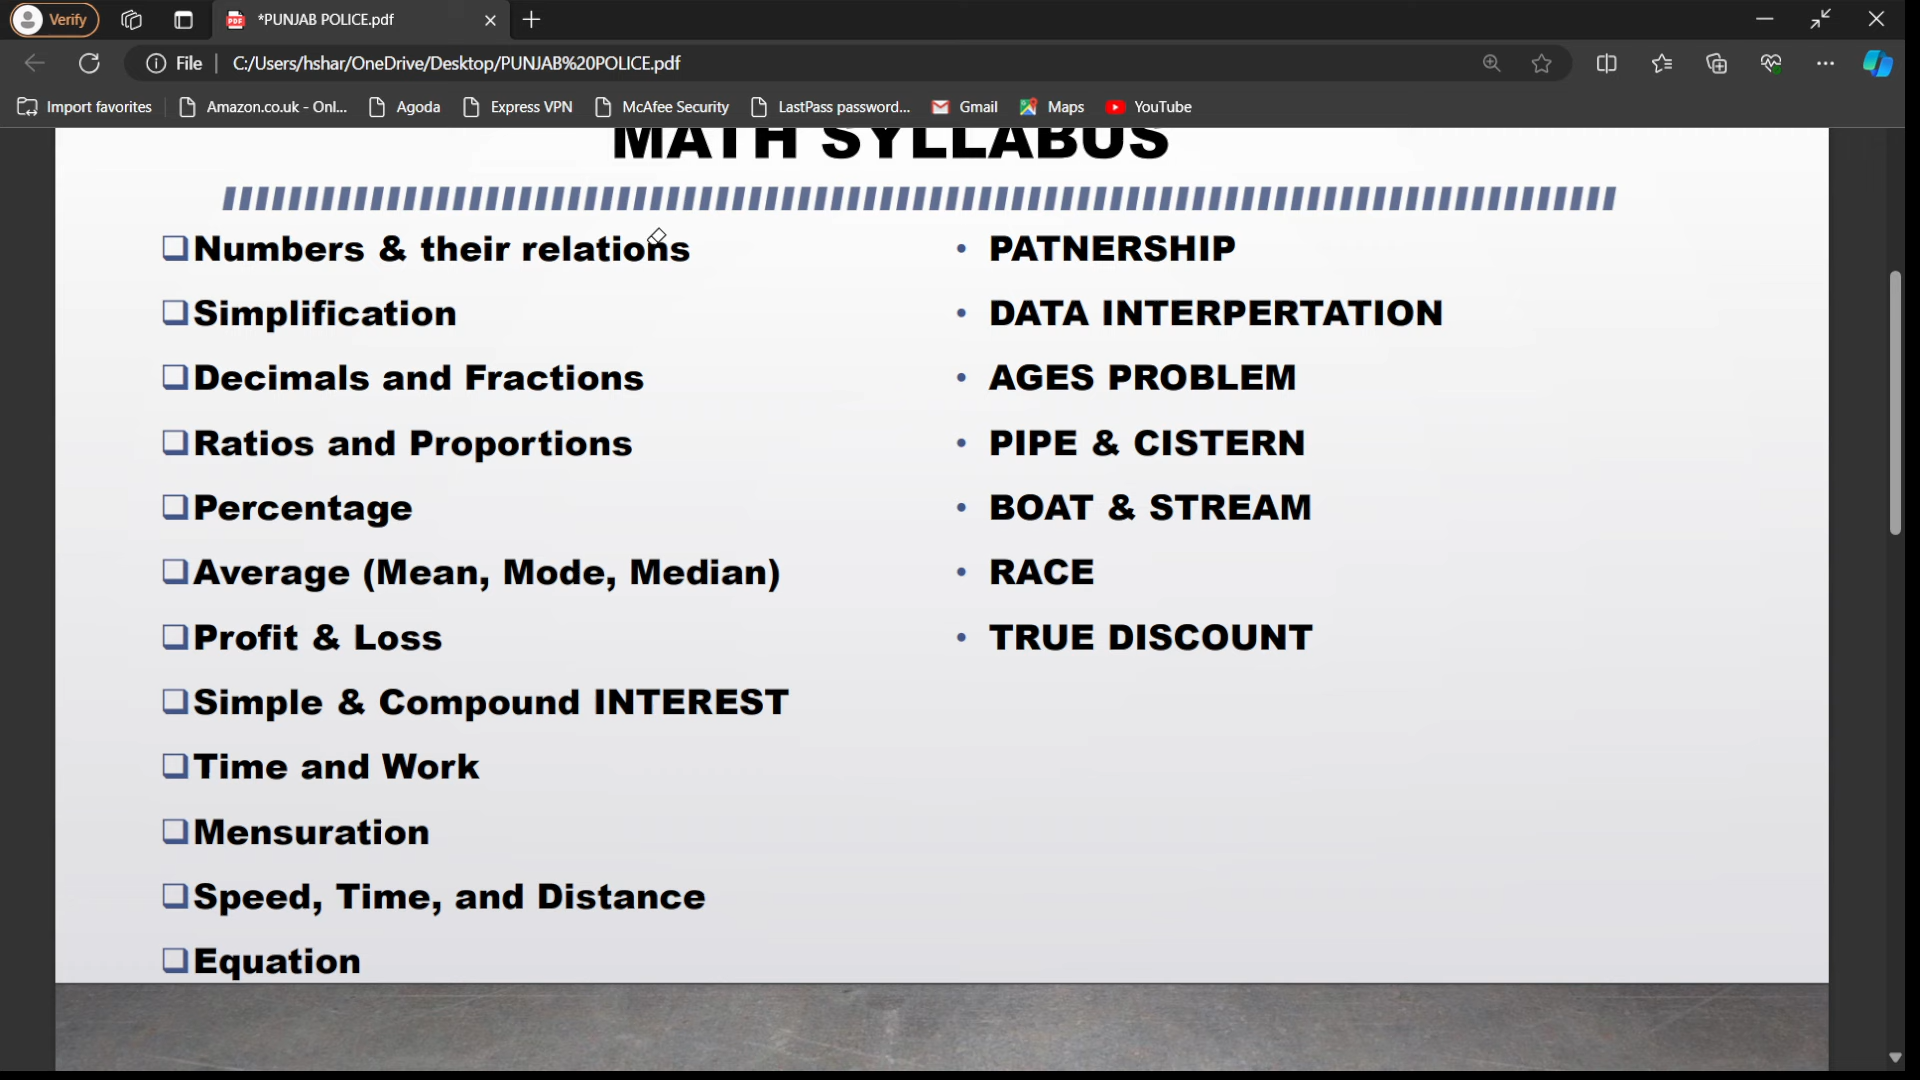 Verify
*PUNJAB POLICE.pdf
File
C:/Users/hshar/OneDrive/Desktop/PUNJAB%20POLICE.pdf
Import favorites
Amazon.co.uk - Onl...
Agoda
Express VPN
McAfee Security
LastPass password...
Gmail
Maps
YouTube
MATH SYLLABUS
Numbers & their relations
Simplification
Decimals and Fractions
Ratios and Proportions
Percentage
Average (Mean, Mode, Median)
Profit & Loss
Simple & Compound INTEREST
Time and Work
Mensuration
Speed, Time, and Distance
Equation
• PATNERSHIP
• DATA INTERPERTATION
• AGES PROBLEM
• PIPE & CISTERN
• BOAT & STREAM
• RACE
• TRUE DISCOUNT